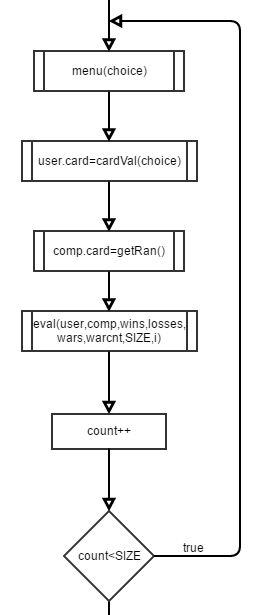 menu(choice)
user.card=cardVal(choice)
comp.card=getRan()
eval(user,comp,wins,losses,
wars,warcnt,SIZE,i)
count++
count<SIZE
true